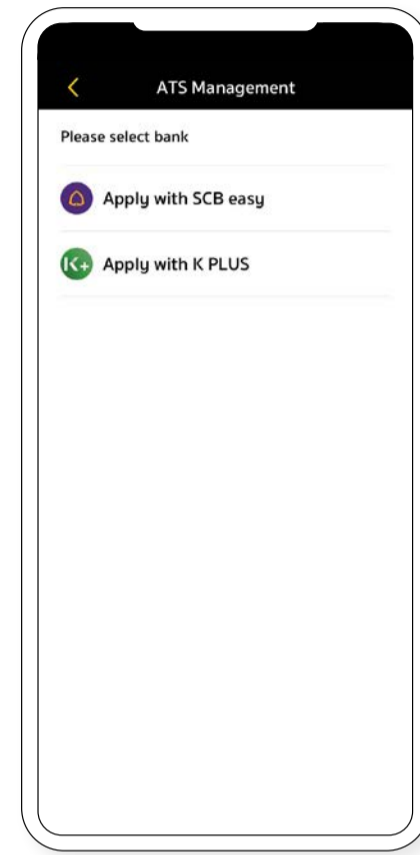 ATS Management
Please select bank
Apply with SCB easy
K+ Apply with K PLUS